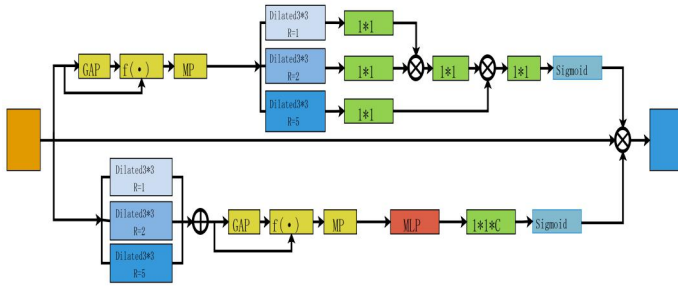 Dilated3*3
R=1
1*1
GAP
f(·)
MP
Dilated3*3
R=2
1*1
1*1
1*1
Sigmoid
Dilated3*3
R=5
1*1
Dilated3*3
R=1
Dilated3*3
R=2
GAP
f(·)
MP
MLP
1*1*C
Sigmoid
Dilated3*3
R=5